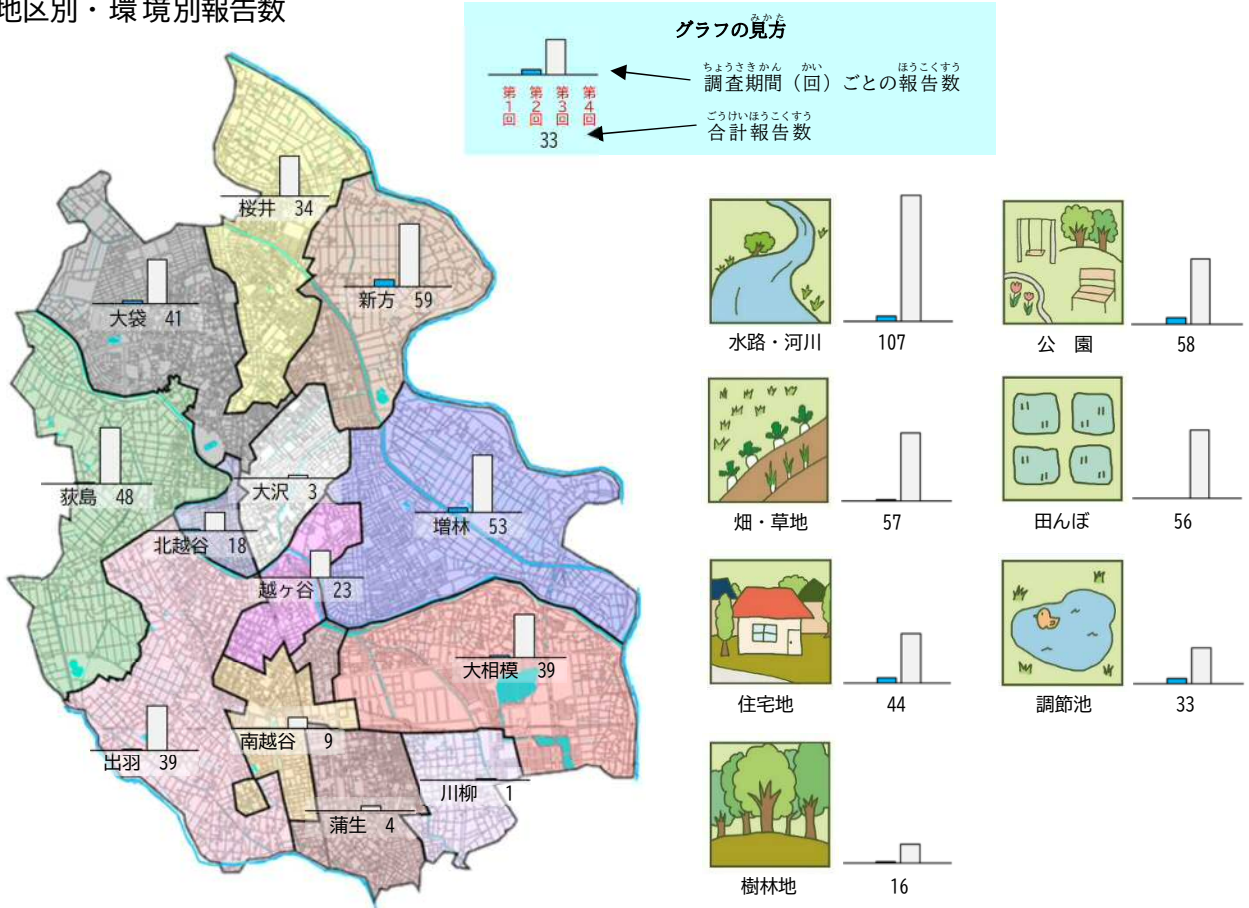 地区別・環境別報告数
グラフの見方
みかた
ちょうさきかん かい ほうこくすう
調査期間（回）ごとの報告数
第1回 第2回 第3回 第4回
ごうけいほうこくすう
合計報告数
33
桜井 34
新方 59
大袋 41
荻島 48
大沢 3
増林 53
北越谷 18
越ヶ谷 23
大相模 39
出羽 39
南越谷 9
川柳 1
蒲生 4
水路・河川 107
公 園 58
畑・草地 57
田んぼ 56
住宅地 44
調節池 33
樹林地 16